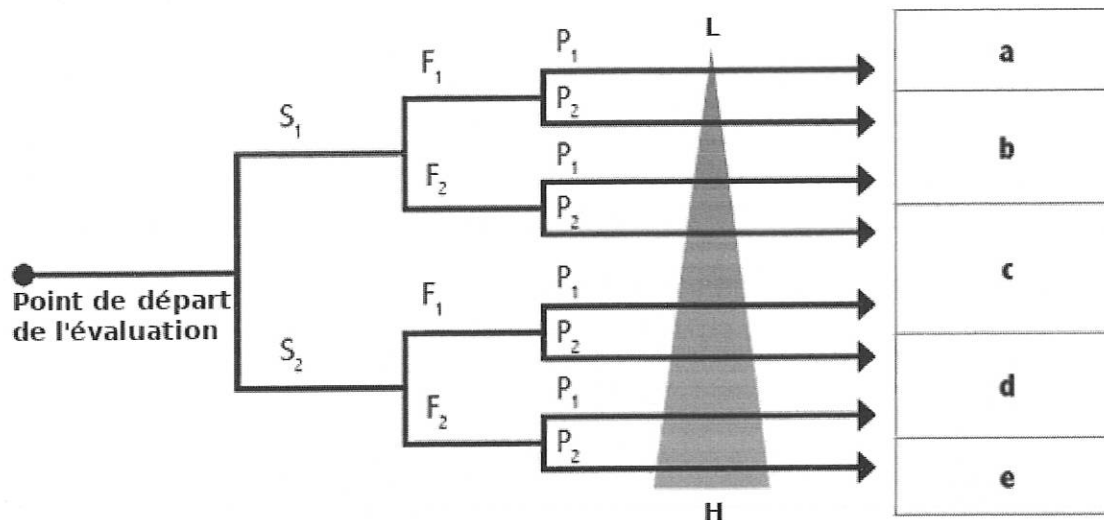 L
a
P₁
F₁
P₂
b
S₁
P₁
F₂
P₂
c
Point de départ
de l'évaluation
P₁
F₁
P₂
S₂
d
P₁
F₂
P₂
e
H